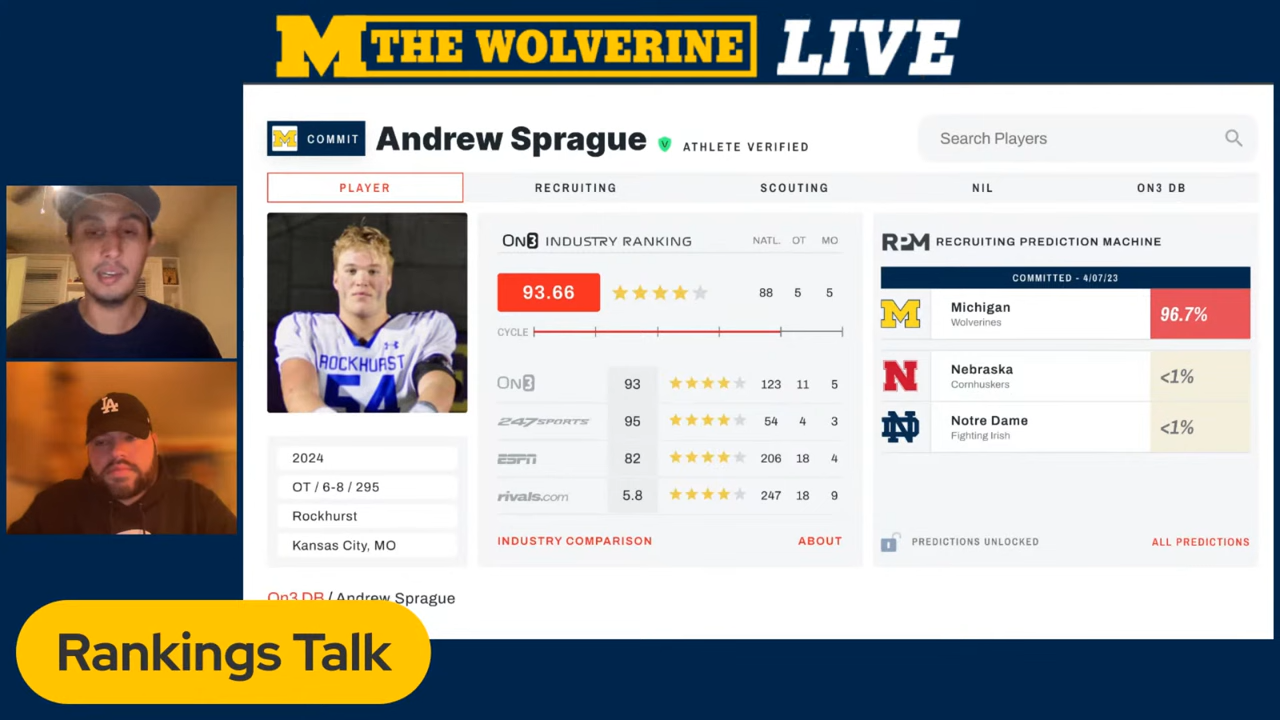 M THE WOLVERINE LIVE
M COMMIT Andrew Sprague V ATHLETE VERIFIED
Search Players
PLAYER RECRUITING SCOUTING NIL ON3 DB
On3 INDUSTRY RANKING NATL. OT MO
93.66 88 5 5
CYCLE
On3 93 123 11 5
247SPORTS 95 54 4 3
ESPN 82 206 18 4
rivals.com 5.8 247 18 9
INDUSTRY COMPARISON ABOUT
RPM RECRUITING PREDICTION MACHINE
COMMITTED - 4/07/23
M Michigan 96.7%
Wolverines
N Nebraska <1%
Cornhuskers
ND Notre Dame <1%
Fighting Irish
PREDICTIONS UNLOCKED ALL PREDICTIONS
ROCKHURST
54
2024
OT / 6-8 / 295
Rockhurst
Kansas City, MO
On3 DB / Andrew Sprague
LA
Rankings Talk